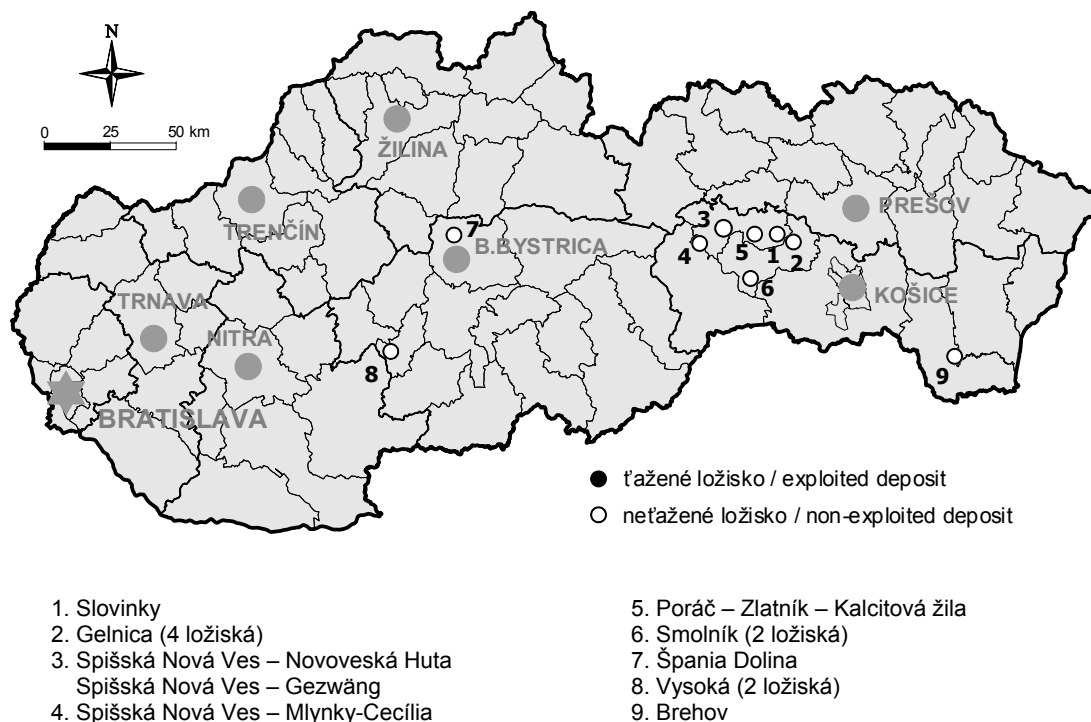 N
0 25 50 km
ŽILINA
TRENČÍN
PREŠOV
B.BYSTRICA
TRNAVA
NITRA
KOŠICE
BRATISLAVA
7
3
4
5
1
2
6
8
9
ťažené ložisko / exploited deposit
neťažené ložisko / non-exploited deposit
1. Slovinky
2. Gelnica (4 ložiská)
3. Spišská Nová Ves – Novoveská Huta
Spišská Nová Ves – Gezwäng
4. Spišská Nová Ves – Mlynky-Cecília
5. Poráč – Zlatník – Kalcitová žila
6. Smolník (2 ložiská)
7. Špania Dolina
8. Vysoká (2 ložiská)
9. Brehov